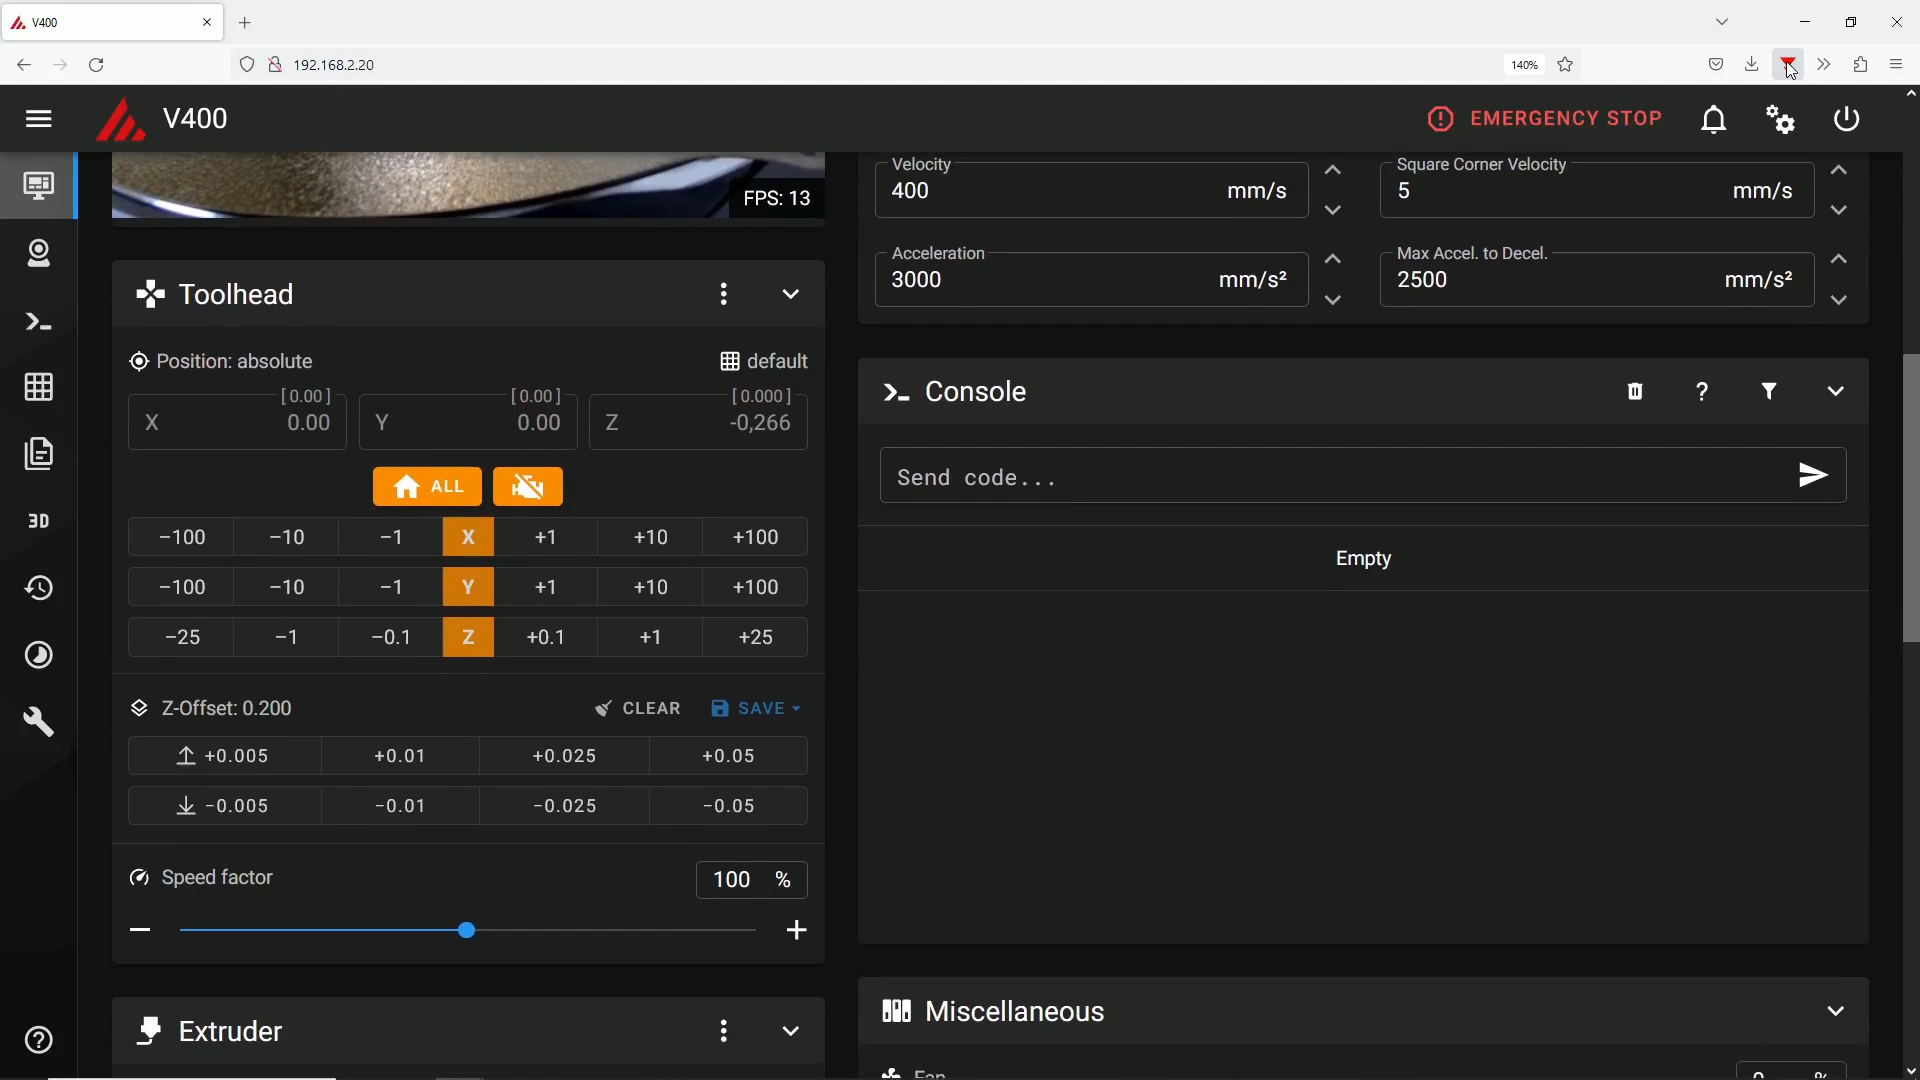 V400
192.168.2.20
140%
V400
EMERGENCY STOP
FPS: 13
Velocity
400 mm/s
Square Corner Velocity
5 mm/s
Acceleration
3000 mm/s²
Max Accel. to Decel.
2500 mm/s²
Toolhead
Position: absolute
default
[ 0.00 ]
X 0.00
[ 0.00 ]
Y 0.00
[ 0.000 ]
Z -0,266
ALL
−100 −10 −1 X +1 +10 +100
−100 −10 −1 Y +1 +10 +100
−25 −1 −0.1 Z +0.1 +1 +25
Z-Offset: 0.200
CLEAR
SAVE
+0.005 +0.01 +0.025 +0.05
-0.005 -0.01 -0.025 -0.05
Speed factor
100 %
Extruder
Console
Send code...
Empty
Miscellaneous
Fan
0 %
3D